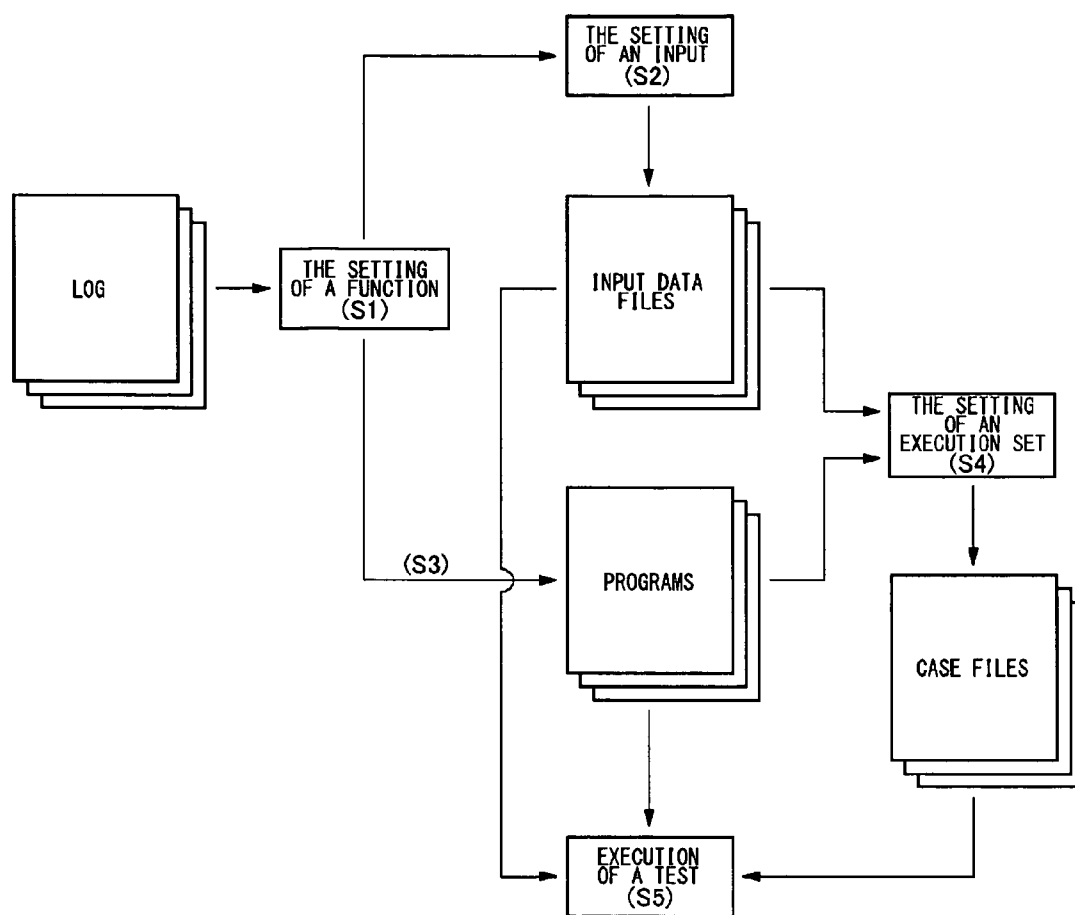 THE SETTING
OF AN INPUT
(S2)
LOG
THE SETTING
OF A FUNCTION
(S1)
INPUT DATA
FILES
THE SETTING
OF AN
EXECUTION SET
(S4)
(S3)
PROGRAMS
CASE FILES
EXECUTION
OF A TEST
(S5)